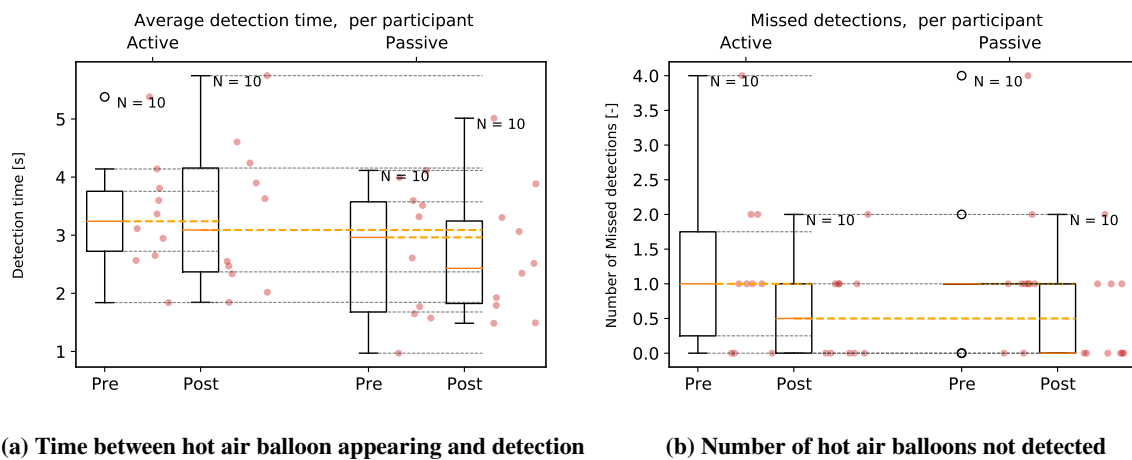 Average detection time,  per participant
Active Passive
Detection time [s]
5
4
3
2
1
N = 10
N = 10
N = 10
N = 10
Pre Post Pre Post
(a) Time between hot air balloon appearing and detection
Missed detections,  per participant
Active Passive
Number of Missed detections [-]
4.0
3.5
3.0
2.5
2.0
1.5
1.0
0.5
0.0
N = 10
N = 10
N = 10
N = 10
Pre Post Pre Post
(b) Number of hot air balloons not detected